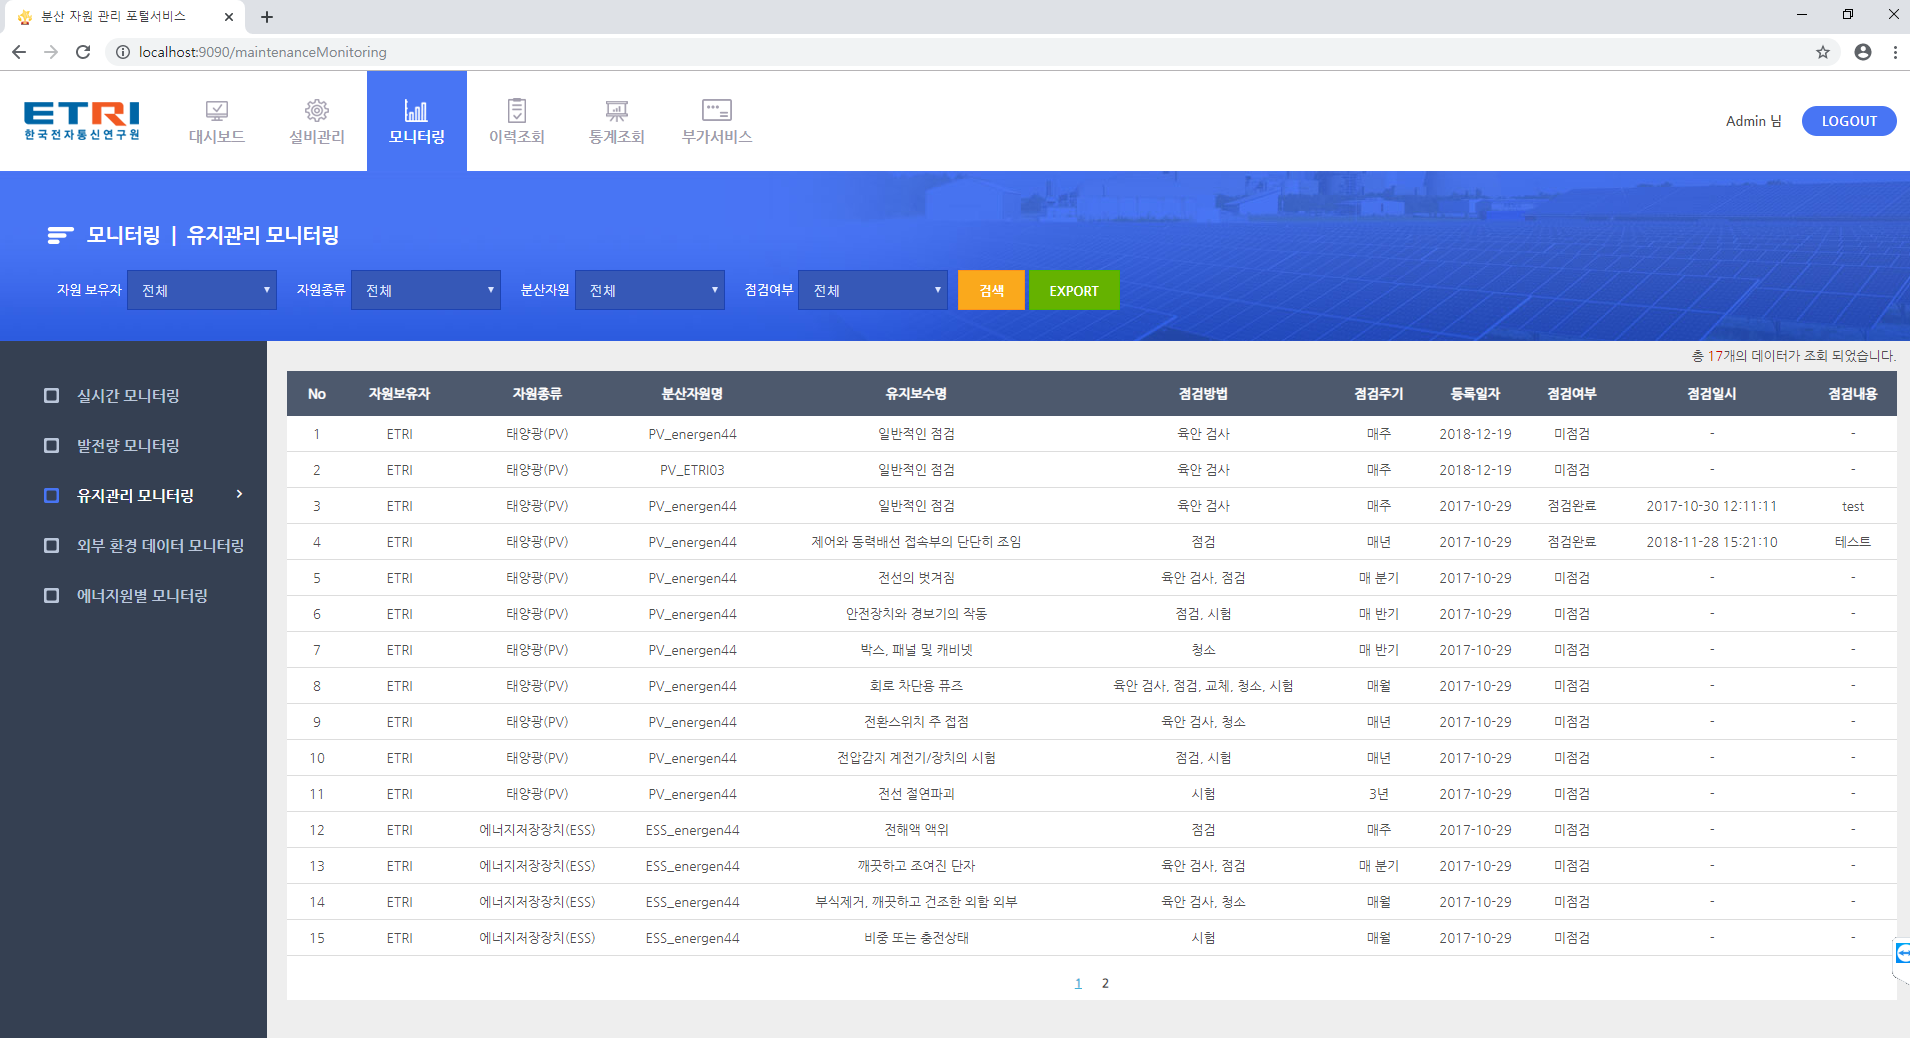 분산 자원 관리 포털서비스
localhost:9090/maintenanceMonitoring
ETRI
한국전자통신연구원
대시보드
설비관리
모니터링
이력조회
통계조회
부가서비스
Admin 님
LOGOUT
모니터링 | 유지관리 모니터링
자원 보유자 전체 자원종류 전체 분산자원 전체 점검여부 전체 검색 EXPORT
실시간 모니터링
발전량 모니터링
유지관리 모니터링
외부 환경 데이터 모니터링
에너지원별 모니터링
총 17개의 데이터가 조회 되었습니다.
No 자원보유자 자원종류 분산자원명 유지보수명 점검방법 점검주기 등록일자 점검여부 점검일시 점검내용
1 ETRI 태양광(PV) PV_energen44 일반적인 점검 육안 검사 매주 2018-12-19 미점검 - -
2 ETRI 태양광(PV) PV_ETRI03 일반적인 점검 육안 검사 매주 2018-12-19 미점검 - -
3 ETRI 태양광(PV) PV_energen44 일반적인 점검 육안 검사 매주 2017-10-29 점검완료 2017-10-30 12:11:11 test
4 ETRI 태양광(PV) PV_energen44 제어와 동력배선 접속부의 단단히 조임 점검 매년 2017-10-29 점검완료 2018-11-28 15:21:10 테스트
5 ETRI 태양광(PV) PV_energen44 전선의 벗겨짐 육안 검사, 점검 매 분기 2017-10-29 미점검 - -
6 ETRI 태양광(PV) PV_energen44 안전장치와 경보기의 작동 점검, 시험 매 반기 2017-10-29 미점검 - -
7 ETRI 태양광(PV) PV_energen44 박스, 패널 및 캐비넷 청소 매 반기 2017-10-29 미점검 - -
8 ETRI 태양광(PV) PV_energen44 회로 차단용 퓨즈 육안 검사, 점검, 교체, 청소, 시험 매월 2017-10-29 미점검 - -
9 ETRI 태양광(PV) PV_energen44 전환스위치 주 접점 육안 검사, 청소 매년 2017-10-29 미점검 - -
10 ETRI 태양광(PV) PV_energen44 전압감지 계전기/장치의 시험 점검, 시험 매년 2017-10-29 미점검 - -
11 ETRI 태양광(PV) PV_energen44 전선 절연파괴 시험 3년 2017-10-29 미점검 - -
12 ETRI 에너지저장장치(ESS) ESS_energen44 전해액 액위 점검 매주 2017-10-29 미점검 - -
13 ETRI 에너지저장장치(ESS) ESS_energen44 깨끗하고 조여진 단자 육안 검사, 점검 매 분기 2017-10-29 미점검 - -
14 ETRI 에너지저장장치(ESS) ESS_energen44 부식제거, 깨끗하고 건조한 외함 외부 육안 검사, 청소 매월 2017-10-29 미점검 - -
15 ETRI 에너지저장장치(ESS) ESS_energen44 비중 또는 충전상태 시험 매월 2017-10-29 미점검 - -
1 2